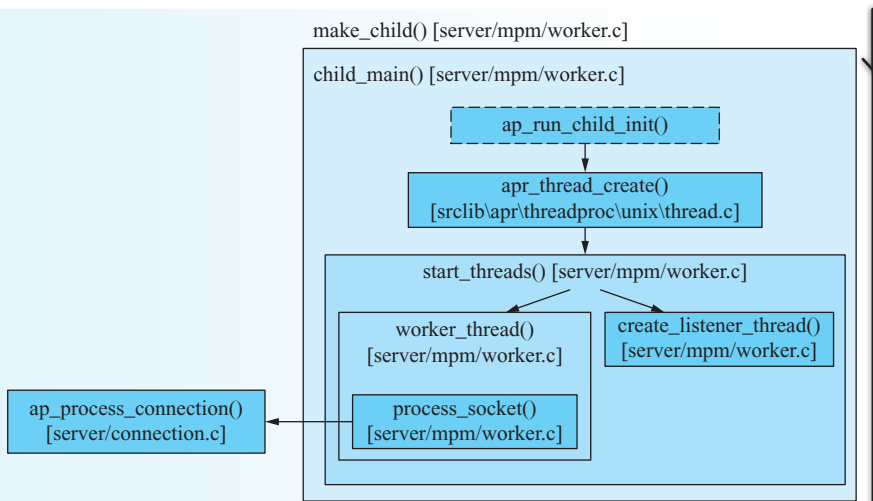 make_child() [server/mpm/worker.c]
child_main() [server/mpm/worker.c]
ap_run_child_init()
apr_thread_create()
[srclib\apr\threadproc\unix\thread.c]
start_threads() [server/mpm/worker.c]
worker_thread()
[server/mpm/worker.c]
create_listener_thread()
[server/mpm/worker.c]
ap_process_connection()
[server/connection.c]
process_socket()
[server/mpm/worker.c]